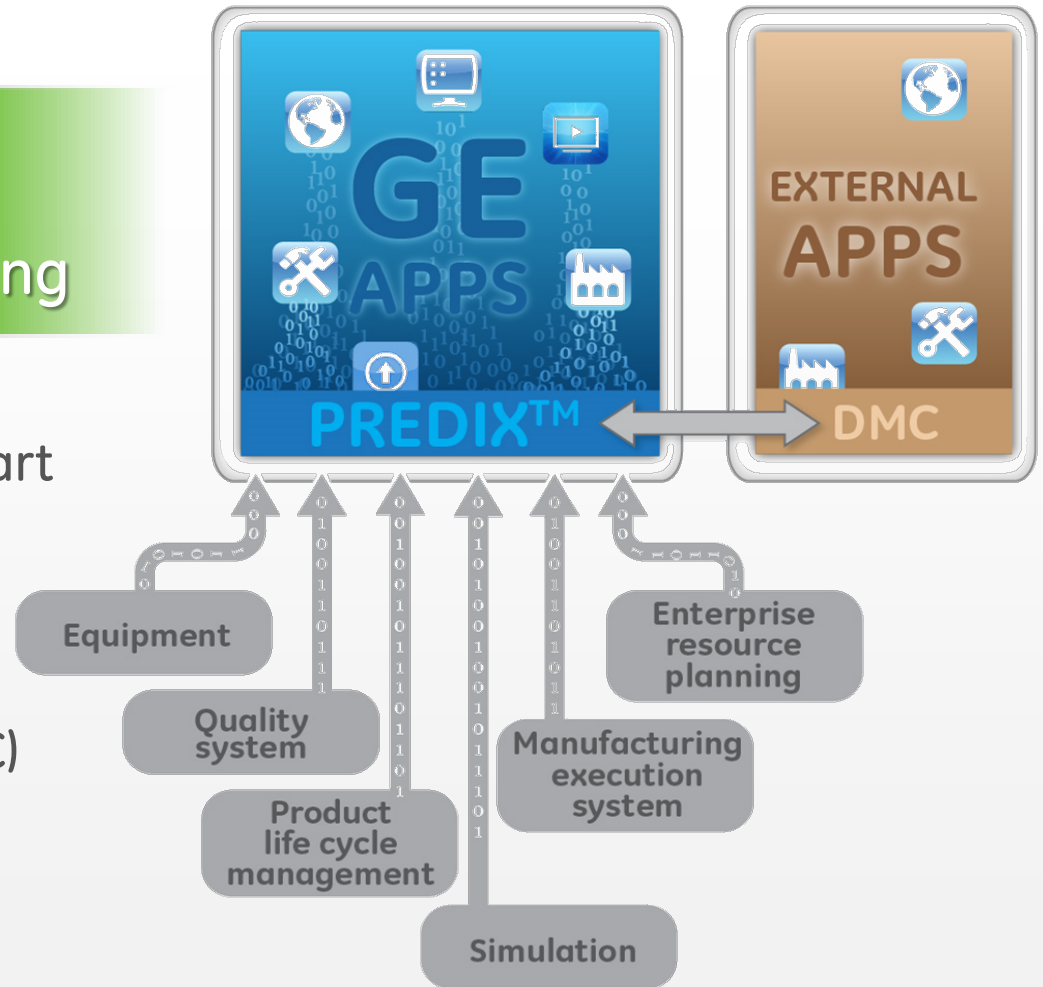 ng
art
C)
GE
APPS
PREDIX™
EXTERNAL
APPS
DMC
Equipment
Quality
system
Product
life cycle
management
Simulation
Manufacturing
execution
system
Enterprise
resource
planning